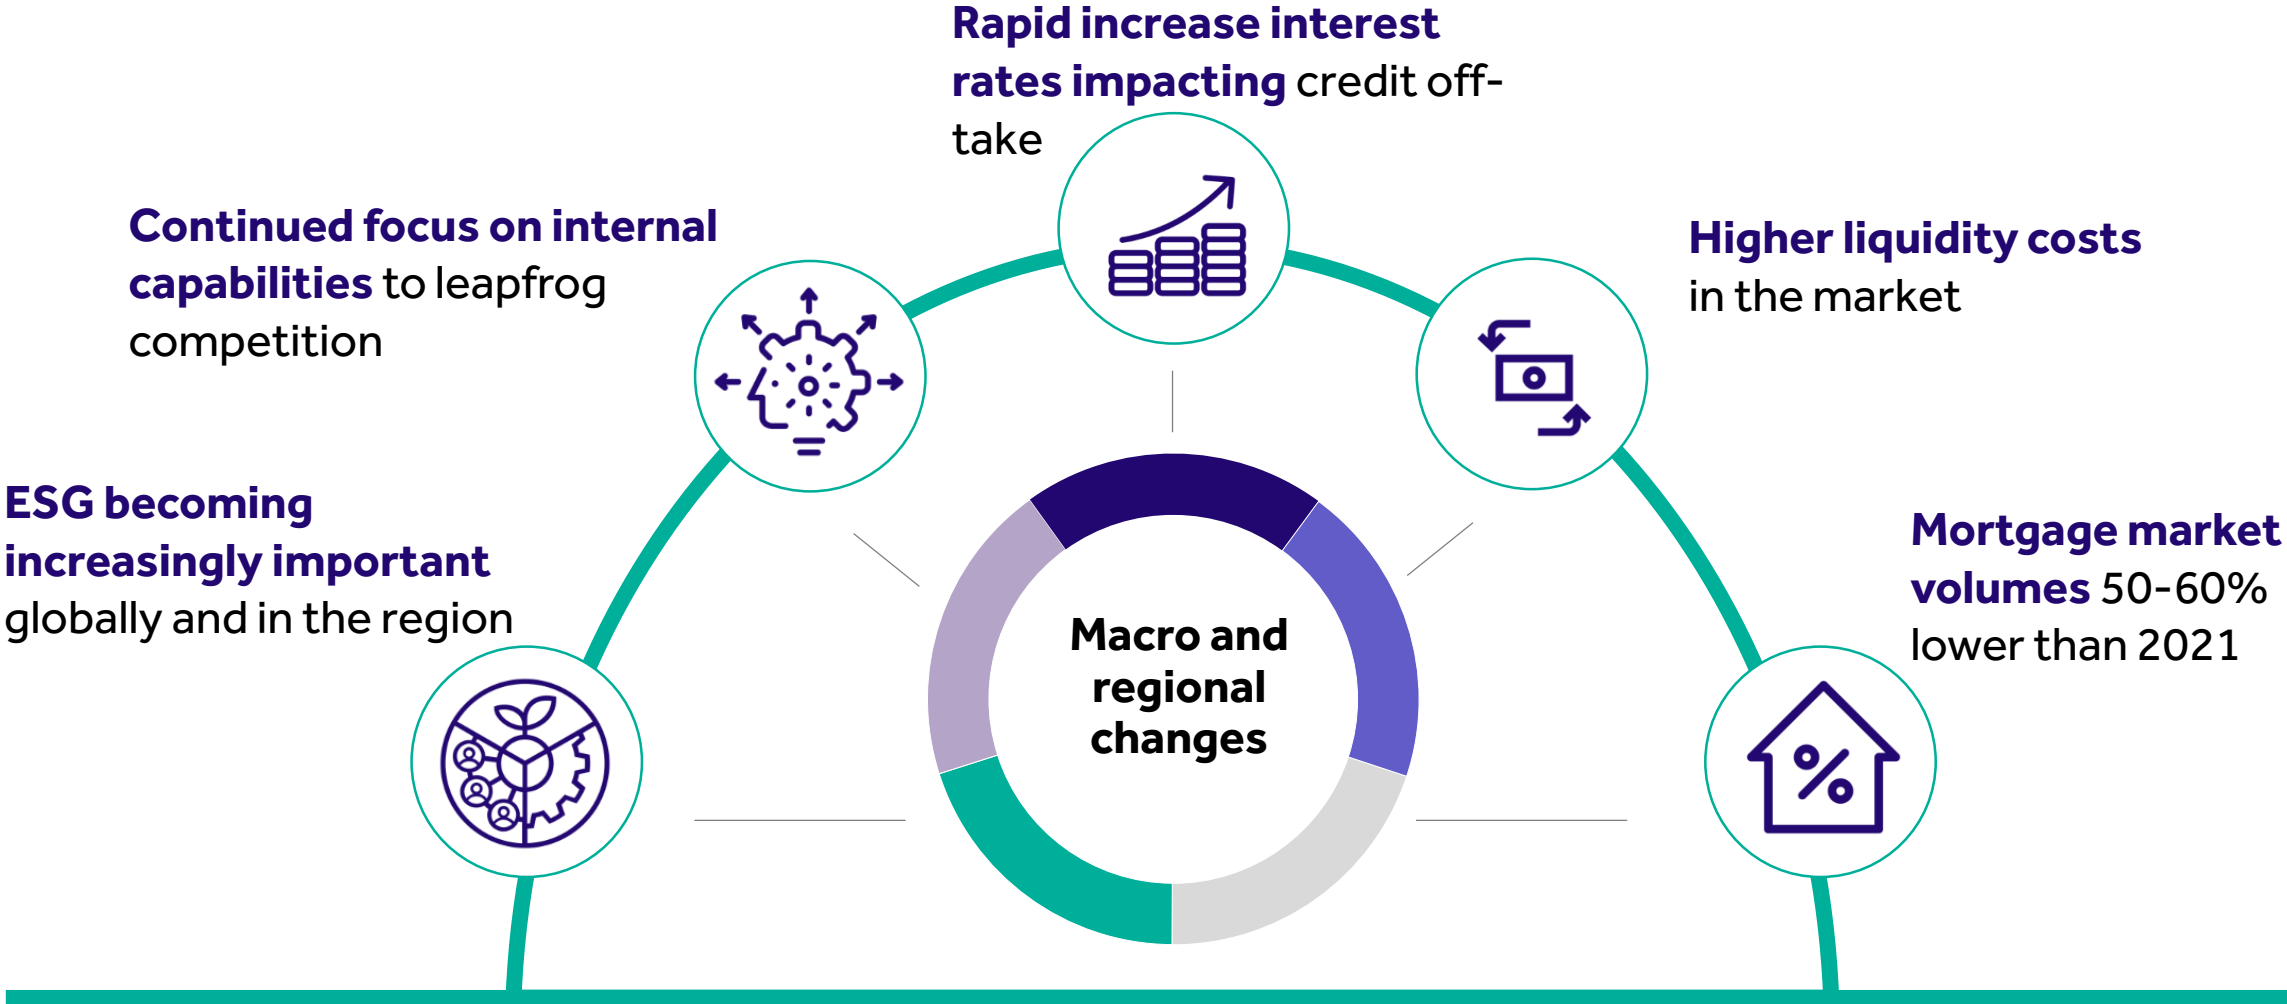 Rapid increase interest
rates impacting credit off-
take
Continued focus on internal
capabilities to leapfrog
competition
Higher liquidity costs
in the market
ESG becoming
increasingly important
globally and in the region
Mortgage market
volumes 50-60%
lower than 2021
Macro and
regional
changes